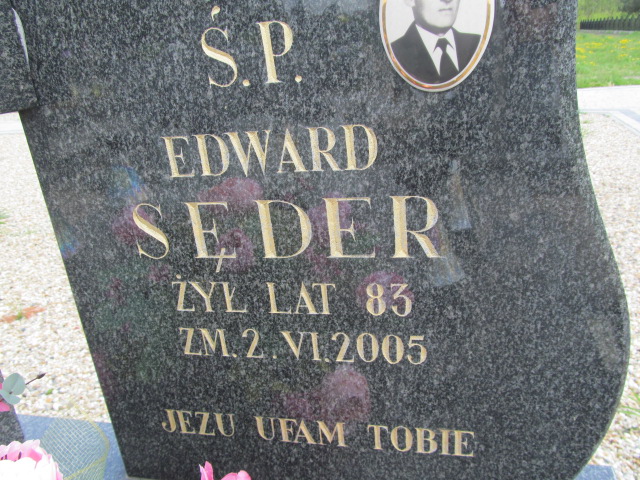 Ś.P.
EDWARD
SĘDER
ŻYŁ LAT 83
ZM. 2. VI. 2005
JEZU UFAM TOBIE